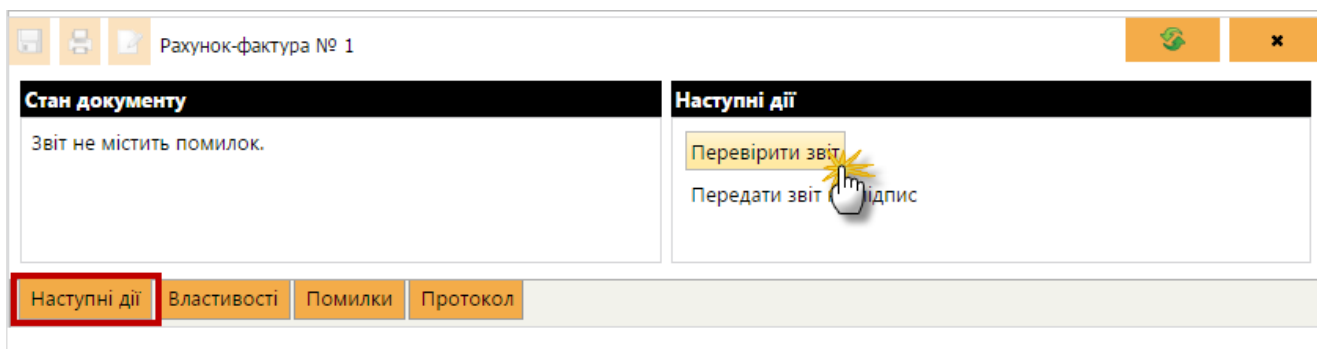 Рахунок-фактура № 1
Стан документу
Звіт не містить помилок.
Наступні дії
Перевірити звіт
Передати звіт підпис
Наступні дії Властивості Помилки Протокол